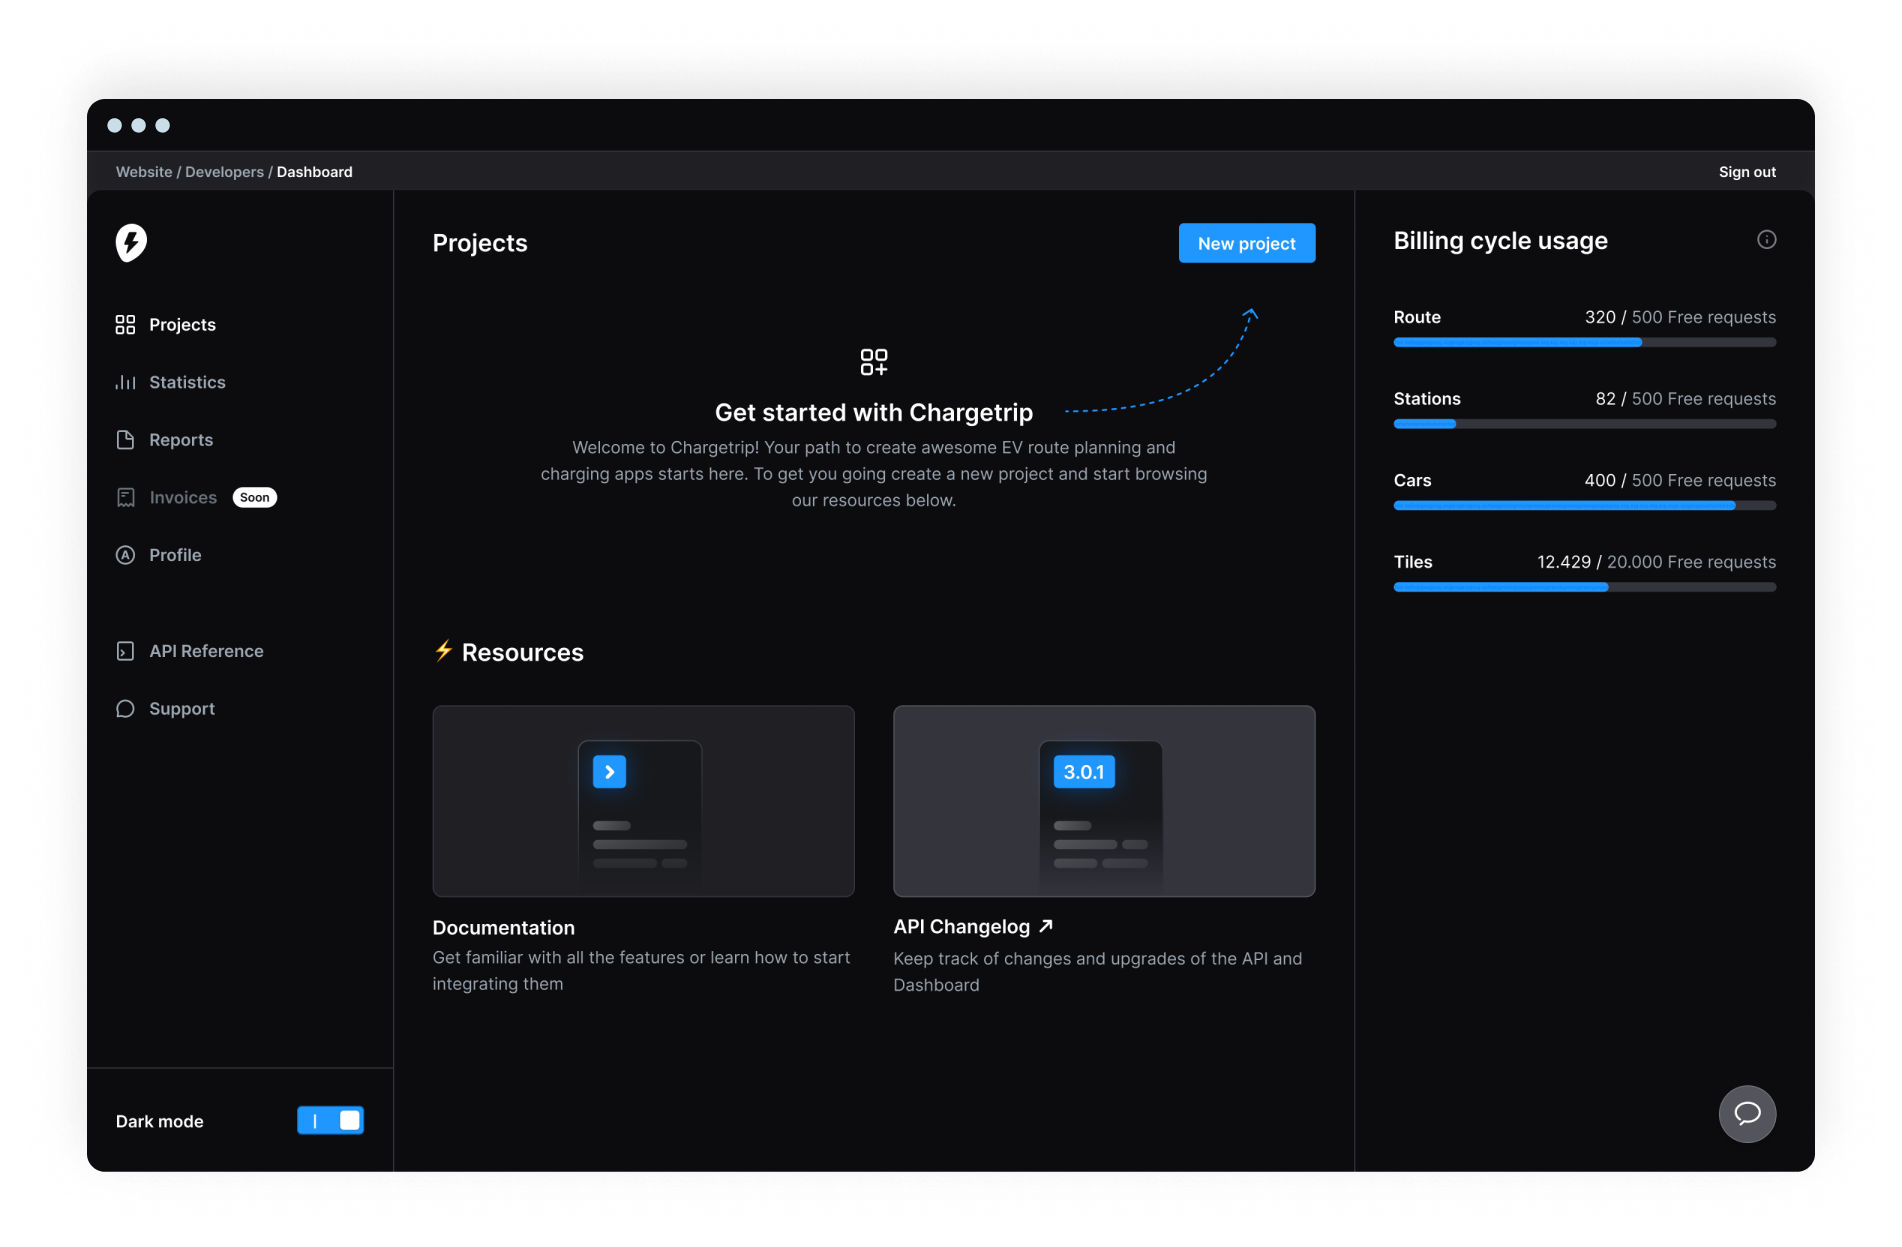 Website / Developers / Dashboard
Sign out
Projects
Statistics
Reports
Invoices Soon
Profile
API Reference
Support
Dark mode
Projects
New project
Get started with Chargetrip
Welcome to Chargetrip! Your path to create awesome EV route planning and
charging apps starts here. To get you going create a new project and start browsing
our resources below.
⚡ Resources
3.0.1
Documentation
Get familiar with all the features or learn how to start
integrating them
API Changelog ↗
Keep track of changes and upgrades of the API and
Dashboard
Billing cycle usage
Route 320 / 500 Free requests
Stations 82 / 500 Free requests
Cars 400 / 500 Free requests
Tiles 12.429 / 20.000 Free requests